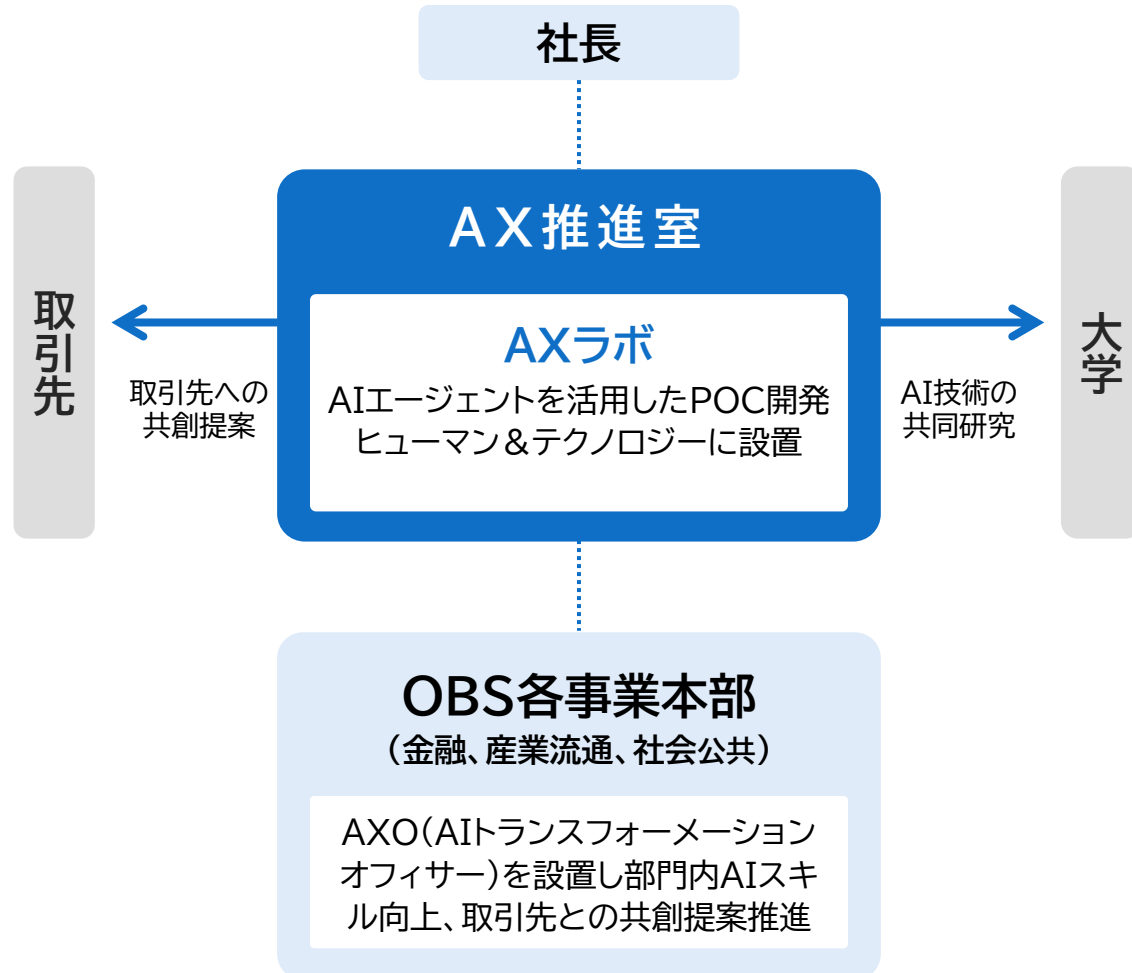 社長
AX推進室
取引先
AXラボ
AIエージェントを活用したPOC開発
ヒューマン&テクノロジーに設置
取引先への
共創提案
AI技術の
共同研究
大学
OBS各事業本部
(金融、産業流通、社会公共)
AXO(AIトランスフォーメーション
オフィサー)を設置し部門内AIスキ
ル向上、取引先との共創提案推進